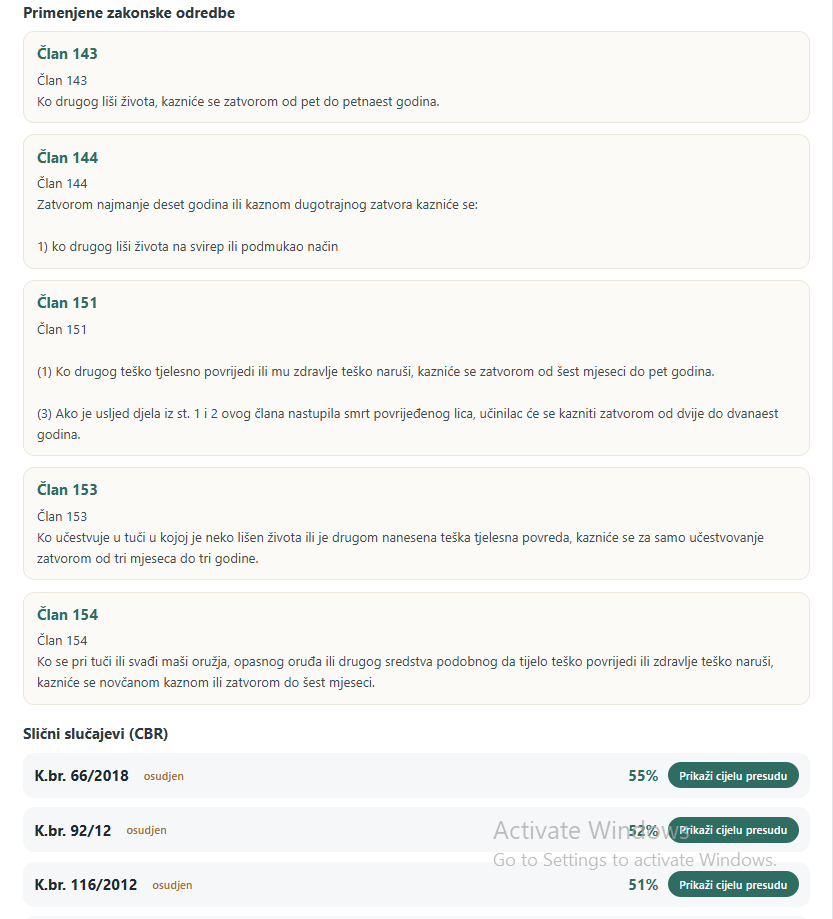 Primenjene zakonske odredbe
Član 143
Član 143
Ko drugog liši života, kazniće se zatvorom od pet do petnaest godina.
Član 144
Član 144
Zatvorom najmanje deset godina ili kaznom dugotrajnog zatvora kazniće se:
1) ko drugog liši života na svirep ili podmukao način
Član 151
Član 151
(1) Ko drugog teško tjelesno povrijedi ili mu zdravlje teško naruši, kazniće se zatvorom od šest mjeseci do pet godina.
(3) Ako je usljed djela iz st. 1 i 2 ovog člana nastupila smrt povrijeđenog lica, učinilac će se kazniti zatvorom od dvije do dvanaest
godina.
Član 153
Član 153
Ko učestvuje u tuči u kojoj je neko lišen života ili je drugom nanesena teška tjelesna povreda, kazniće se za samo učestvovanje
zatvorom od tri mjeseca do tri godine.
Član 154
Član 154
Ko se pri tuči ili svađi maši oružja, opasnog oruđa ili drugog sredstva podobnog da tijelo teško povrijedi ili zdravlje teško naruši,
kazniće se novčanom kaznom ili zatvorom do šest mjeseci.
Slični slučajevi (CBR)
K.br. 66/2018 osudjen 55% Prikaži cijelu presudu
K.br. 92/12 osudjen 52% Prikaži cijelu presudu
Activate Windows
Go to Settings to activate Windows.
K.br. 116/2012 osudjen 51% Prikaži cijelu presudu